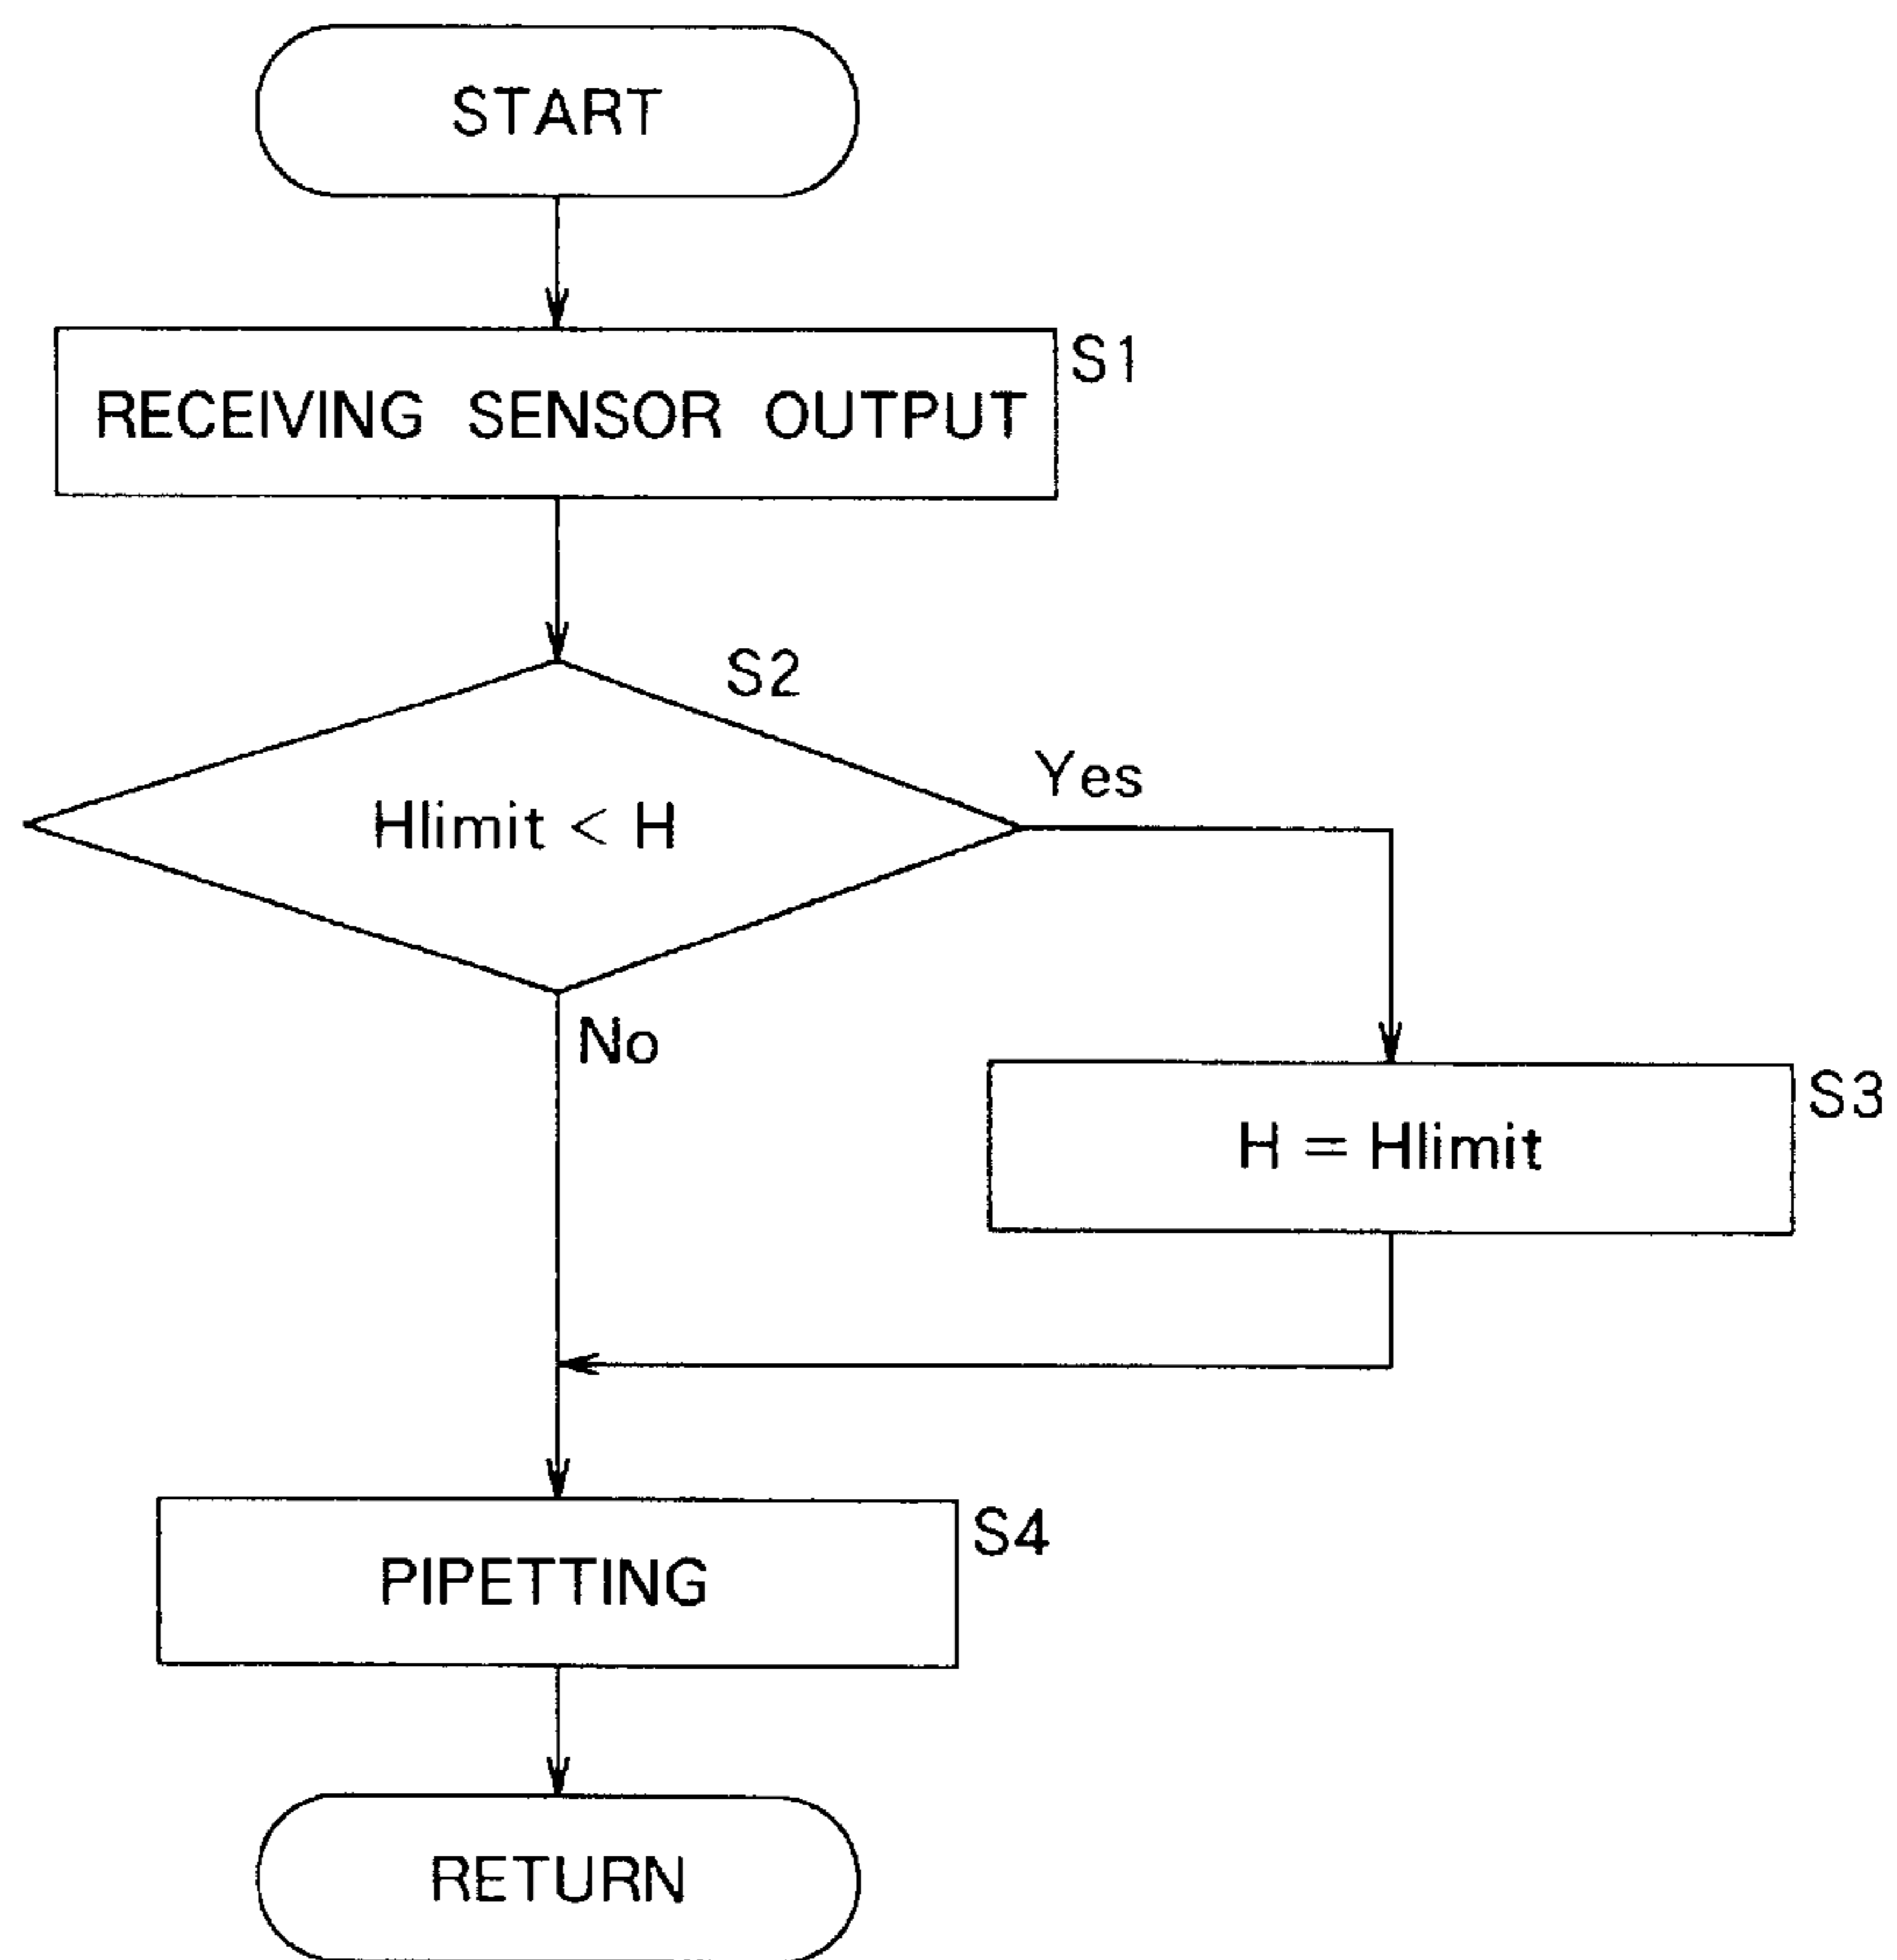 START
RECEIVING SENSOR OUTPUT
S1
S2
Hlimit < H
Yes
No
S3
H = Hlimit
S4
PIPETTING
RETURN